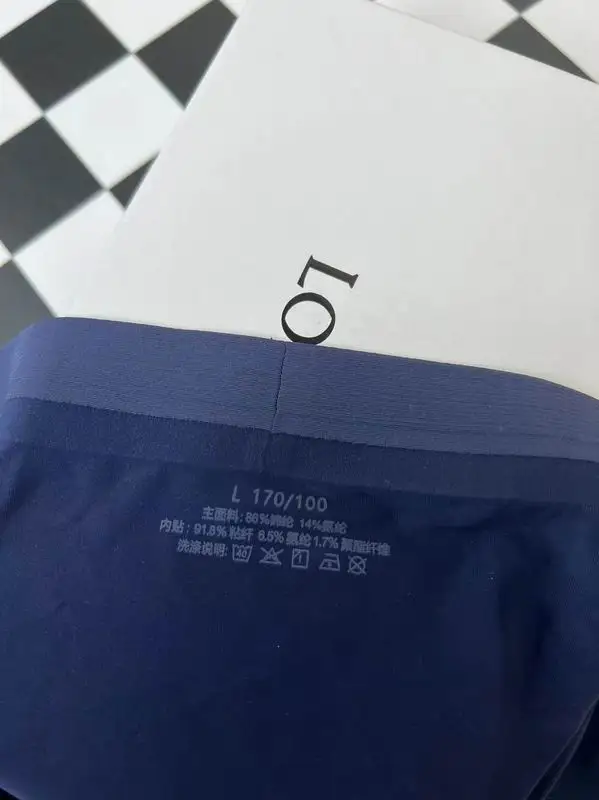 LO
L 170/100
主面料: 86%锦纶 14%氨纶
内贴: 91.8% 粘纤 6.5% 氨纶 1.7% 聚酯纤维
洗涤说明: 40